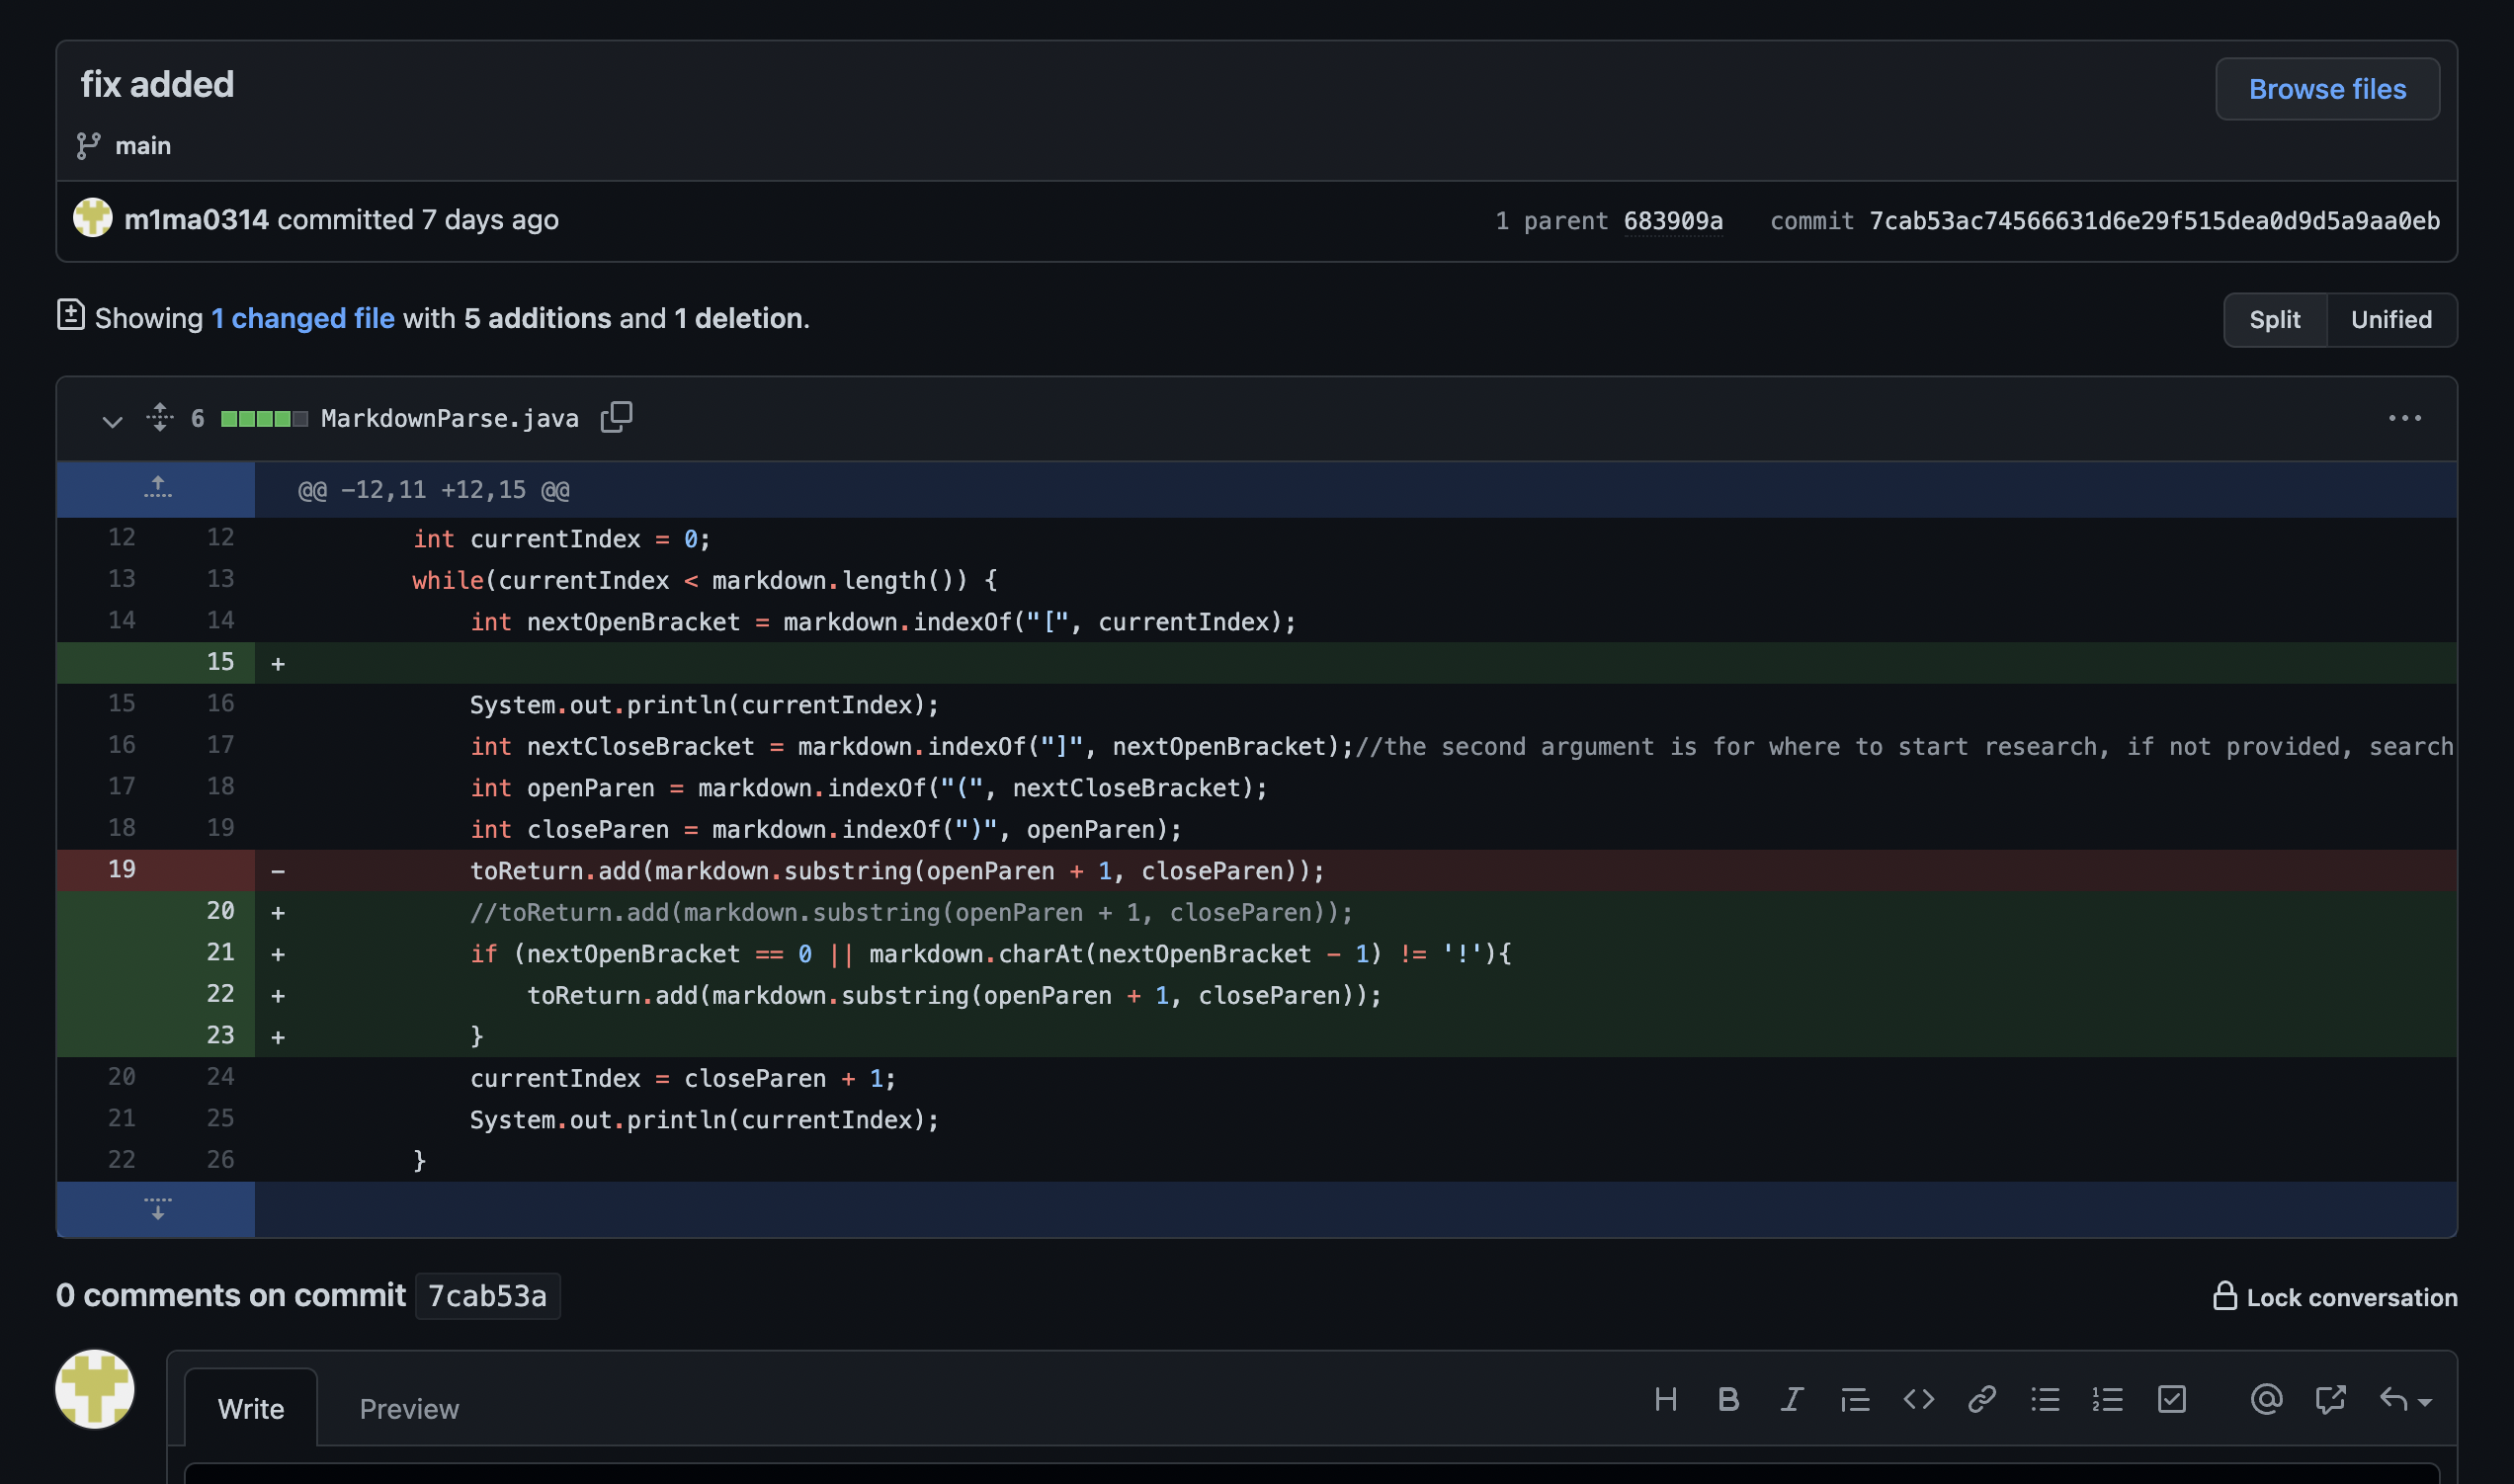 fix added
Browse files
main
m1ma0314 committed 7 days ago
1 parent 683909a commit 7cab53ac74566631d6e29f515dea0d9d5a9aa0eb
Showing 1 changed file with 5 additions and 1 deletion.
Split Unified
6 MarkdownParse.java
@@ -12,11 +12,15 @@
12 12 int currentIndex = 0;
13 13 while(currentIndex < markdown.length()) {
14 14 int nextOpenBracket = markdown.indexOf("[", currentIndex);
15 +
15 16 System.out.println(currentIndex);
16 17 int nextCloseBracket = markdown.indexOf("]", nextOpenBracket);//the second argument is for where to start research, if not provided, search
17 18 int openParen = markdown.indexOf("(", nextCloseBracket);
18 19 int closeParen = markdown.indexOf(")", openParen);
19 - toReturn.add(markdown.substring(openParen + 1, closeParen));
20 + //toReturn.add(markdown.substring(openParen + 1, closeParen));
21 + if (nextOpenBracket == 0 || markdown.charAt(nextOpenBracket - 1) != '!'){
22 + toReturn.add(markdown.substring(openParen + 1, closeParen));
23 + }
20 24 currentIndex = closeParen + 1;
21 25 System.out.println(currentIndex);
22 26 }
0 comments on commit 7cab53a
Lock conversation
Write Preview